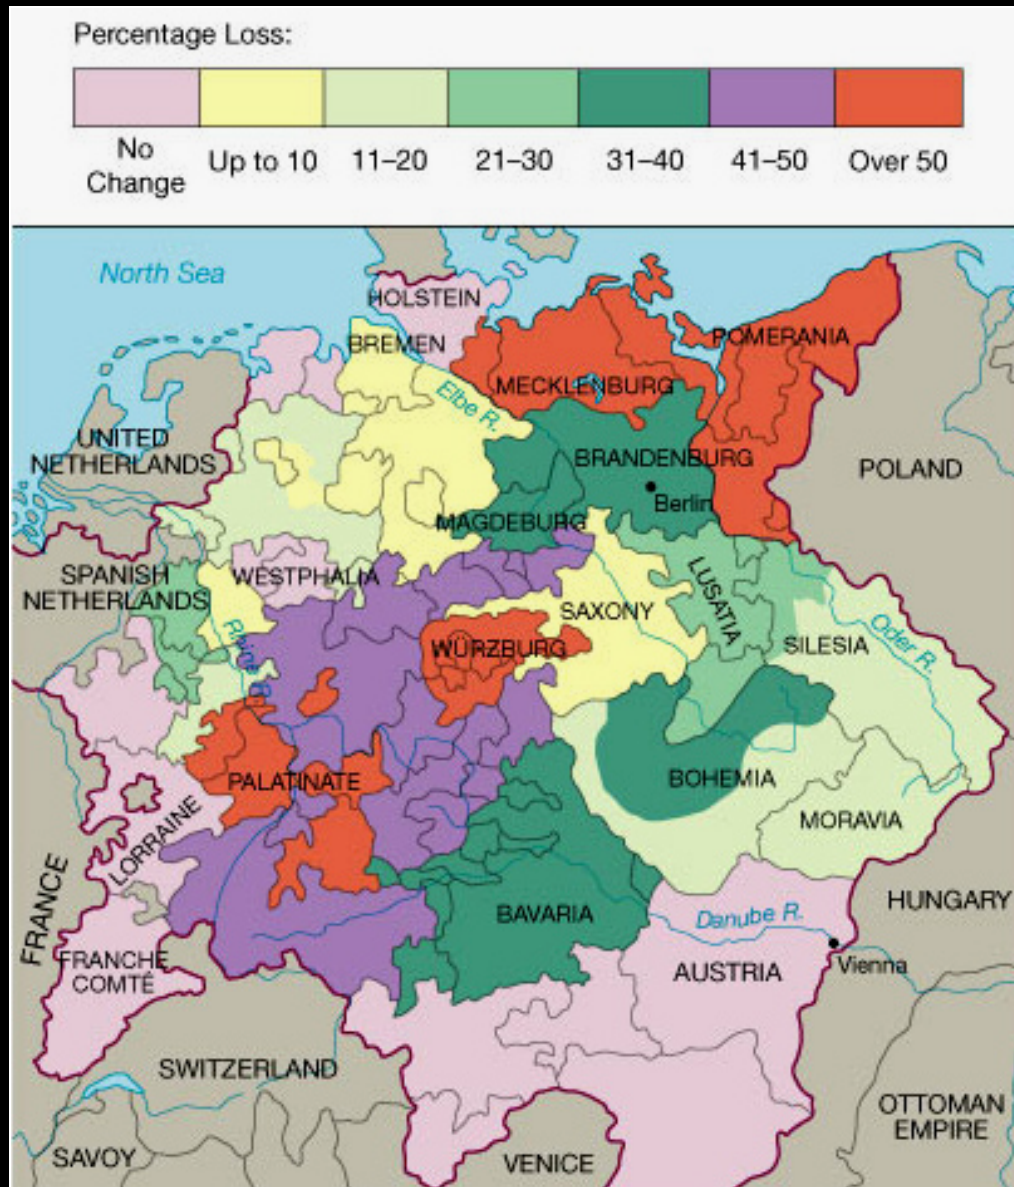 Percentage Loss:
No
Change
Up to 10
11–20
21–30
31–40
41–50
Over 50
North Sea
HOLSTEIN
BREMEN
POMERANIA
MECKLENBURG
Elbe R.
UNITED
NETHERLANDS
BRANDENBURG
POLAND
Berlin
MAGDEBURG
SPANISH
NETHERLANDS
WESTPHALIA
LUSATIA
SAXONY
Rhine R.
WÜRZBURG
SILESIA
Oder R.
PALATINATE
BOHEMIA
LORRAINE
MORAVIA
FRANCE
HUNGARY
BAVARIA
Danube R.
FRANCHE
COMTÉ
AUSTRIA
Vienna
SWITZERLAND
OTTOMAN
EMPIRE
SAVOY
VENICE